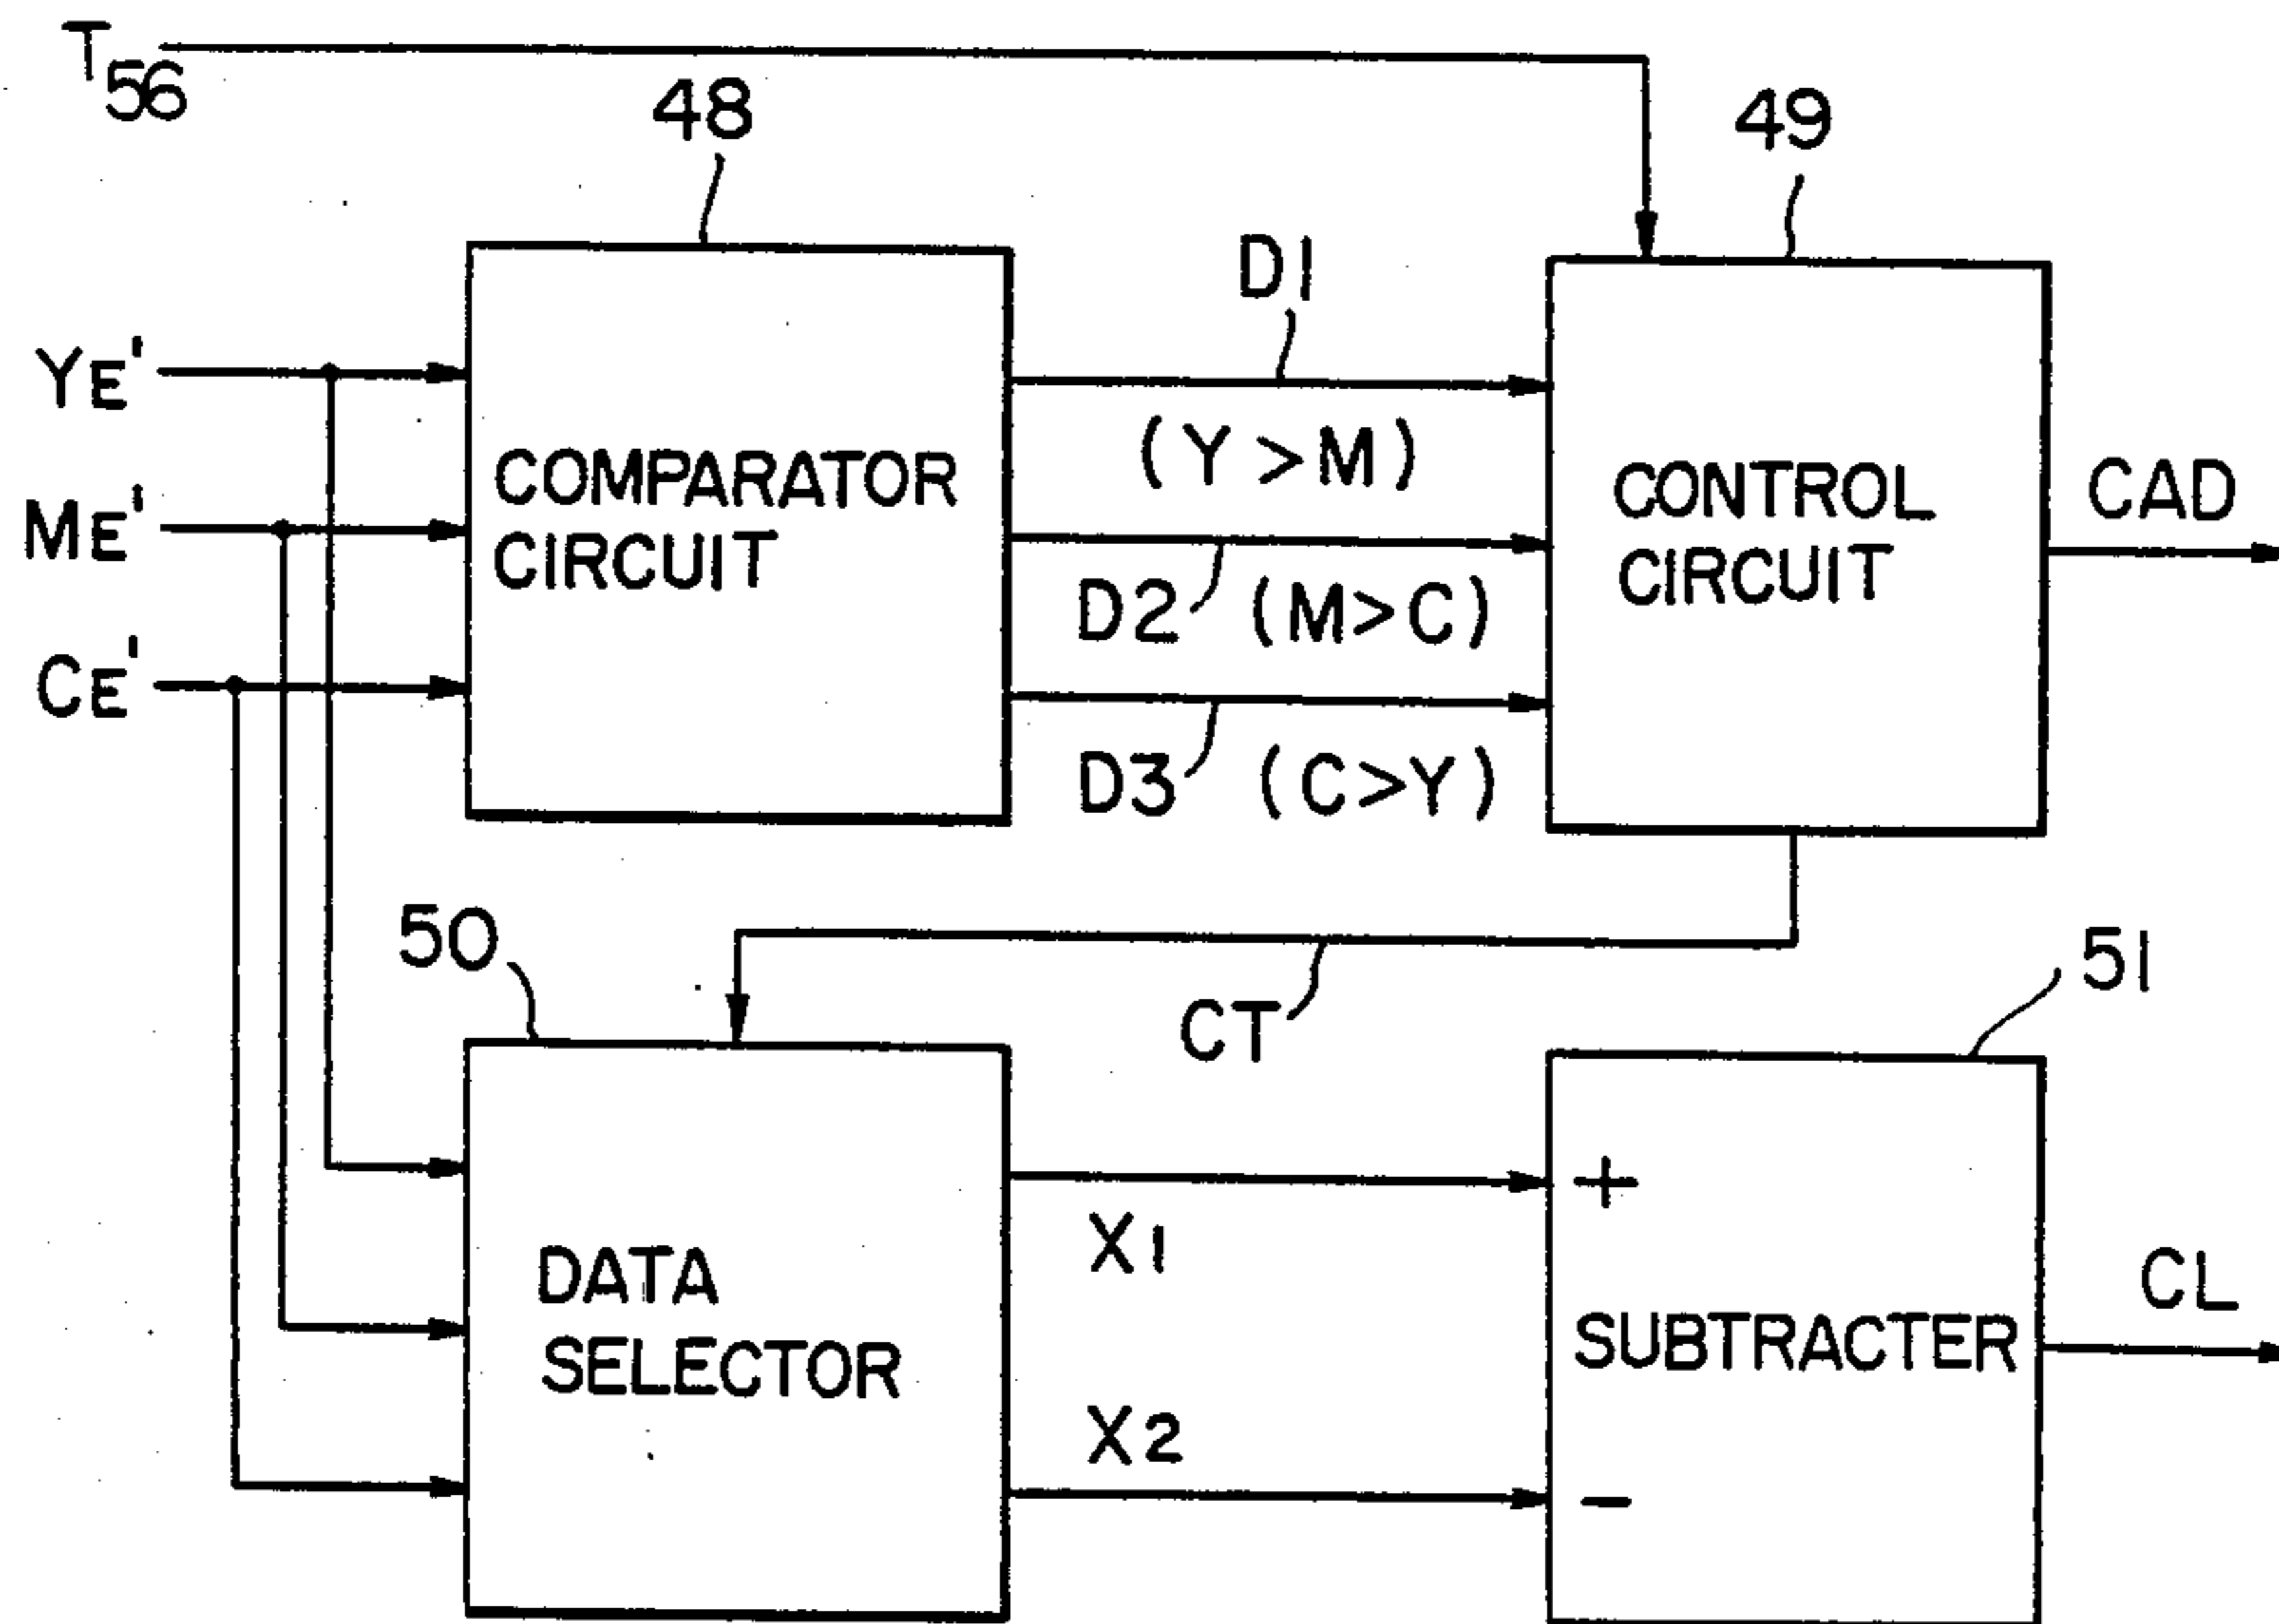 T56
48
49
D1
YE'
(Y>M)
COMPARATOR
CIRCUIT
CONTROL
CIRCUIT
CAD
ME'
D2 (M>C)
CE'
D3 (C>Y)
50
CT
51
+
X1
DATA
SELECTOR
SUBTRACTER
CL
X2
−